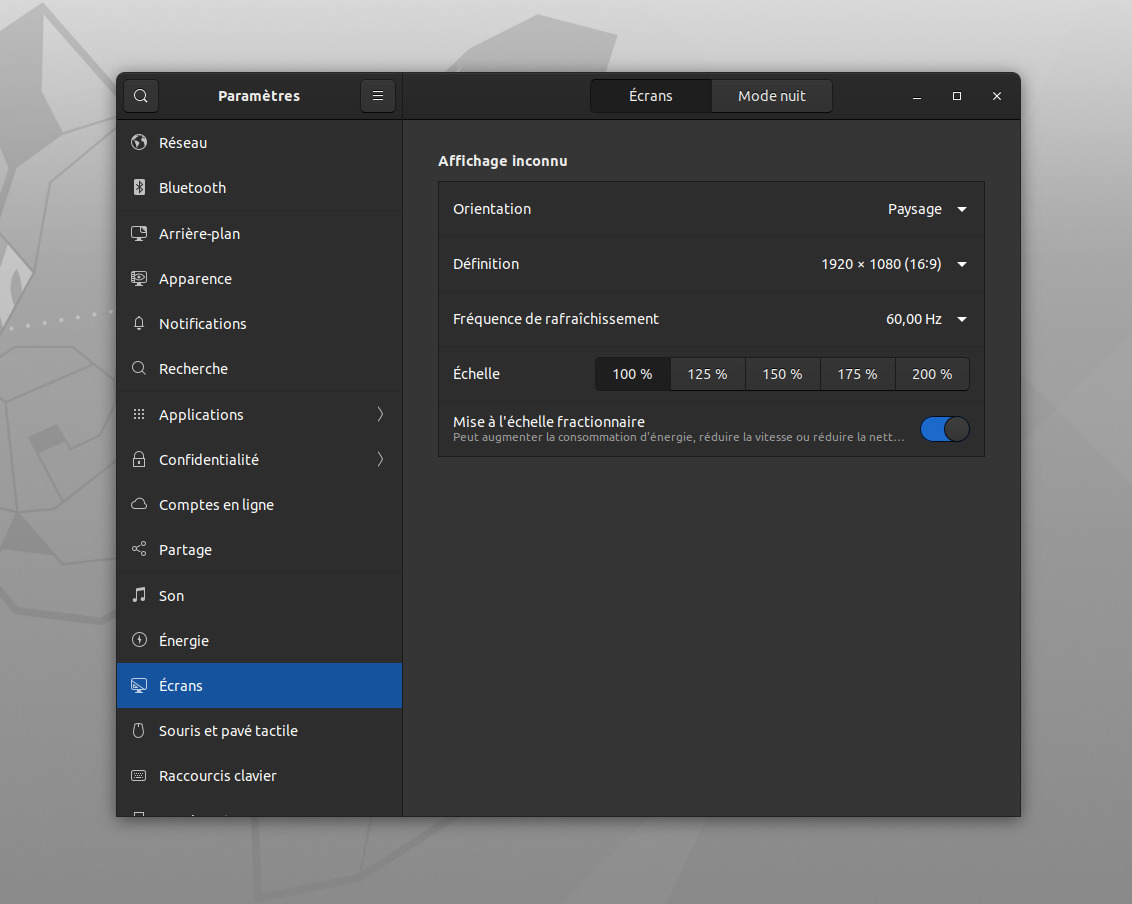 Paramètres
Écrans
Mode nuit
Réseau
Bluetooth
Arrière-plan
Apparence
Notifications
Recherche
Applications
Confidentialité
Comptes en ligne
Partage
Son
Énergie
Écrans
Souris et pavé tactile
Raccourcis clavier
Affichage inconnu
Orientation Paysage
Définition 1920 × 1080 (16∶9)
Fréquence de rafraîchissement 60,00 Hz
Échelle 100 % 125 % 150 % 175 % 200 %
Mise à l'échelle fractionnaire
Peut augmenter la consommation d'énergie, réduire la vitesse ou réduire la nett…